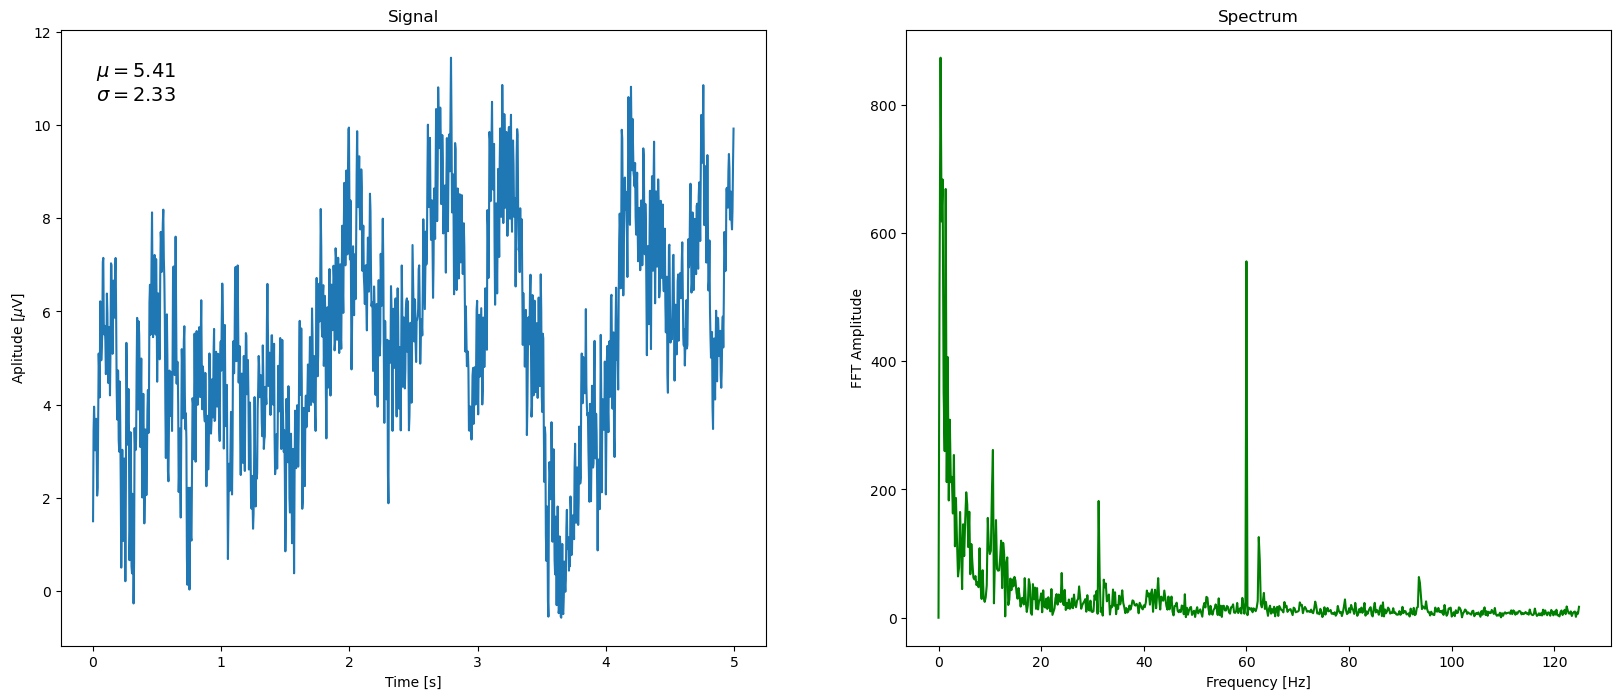 Signal
μ = 5.41
σ = 2.33
Aplitude [μV]
12
10
8
6
4
2
0
0 1 2 3 4 5
Time [s]
Spectrum
FFT Amplitude
800
600
400
200
0
0 20 40 60 80 100 120
Frequency [Hz]